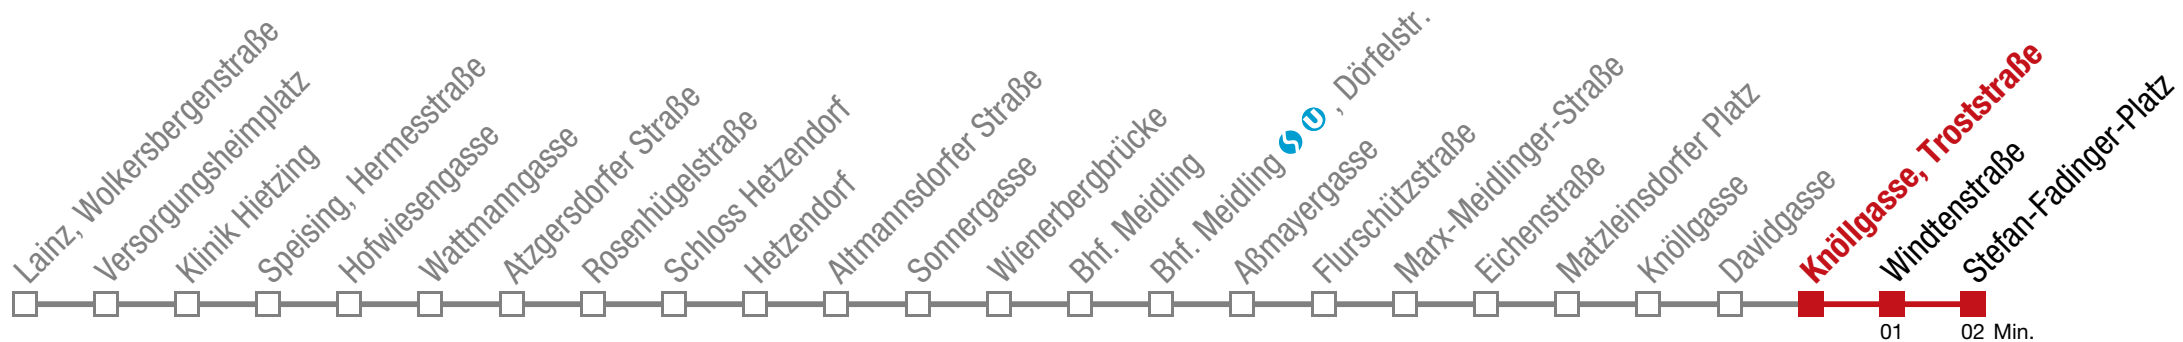 Lainz, Wolkersbergenstraße
Versorgungsheimplatz
Klinik Hietzing
Speising, Hermesstraße
Hofwiesengasse
Wattmanngasse
Atzgersdorfer Straße
Rosenhügelstraße
Schloss Hetzendorf
Hetzendorf
Altmannsdorfer Straße
Sonnergasse
Wienerbergbrücke
Bhf. Meidling
Bhf. Meidling S U , Dörfelstr.
Aßmayergasse
Flurschützstraße
Marx-Meidlinger-Straße
Eichenstraße
Matzleinsdorfer Platz
Knöllgasse
Davidgasse
Knöllgasse, Troststraße
Windtenstraße
Stefan-Fadinger-Platz
01
02 Min.